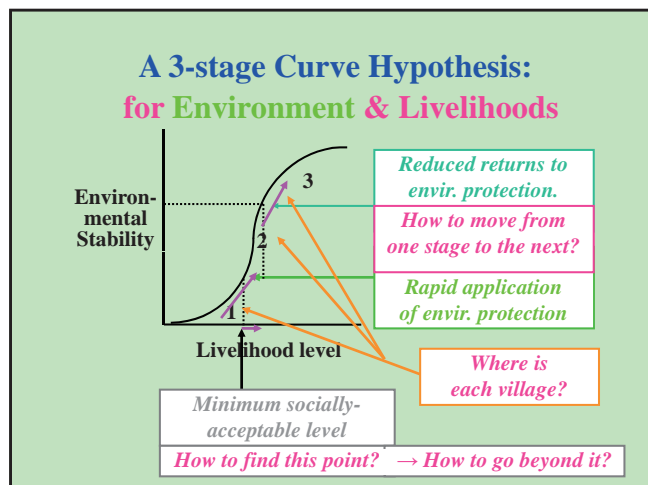 A 3-stage Curve Hypothesis:
for Environment & Livelihoods
Environ-
mental
Stability
3
2
1
Livelihood level
Reduced returns to
envir. protection.
How to move from
one stage to the next?
Rapid application
of envir. protection
Where is
each village?
Minimum socially-
acceptable level
How to find this point?
→ How to go beyond it?